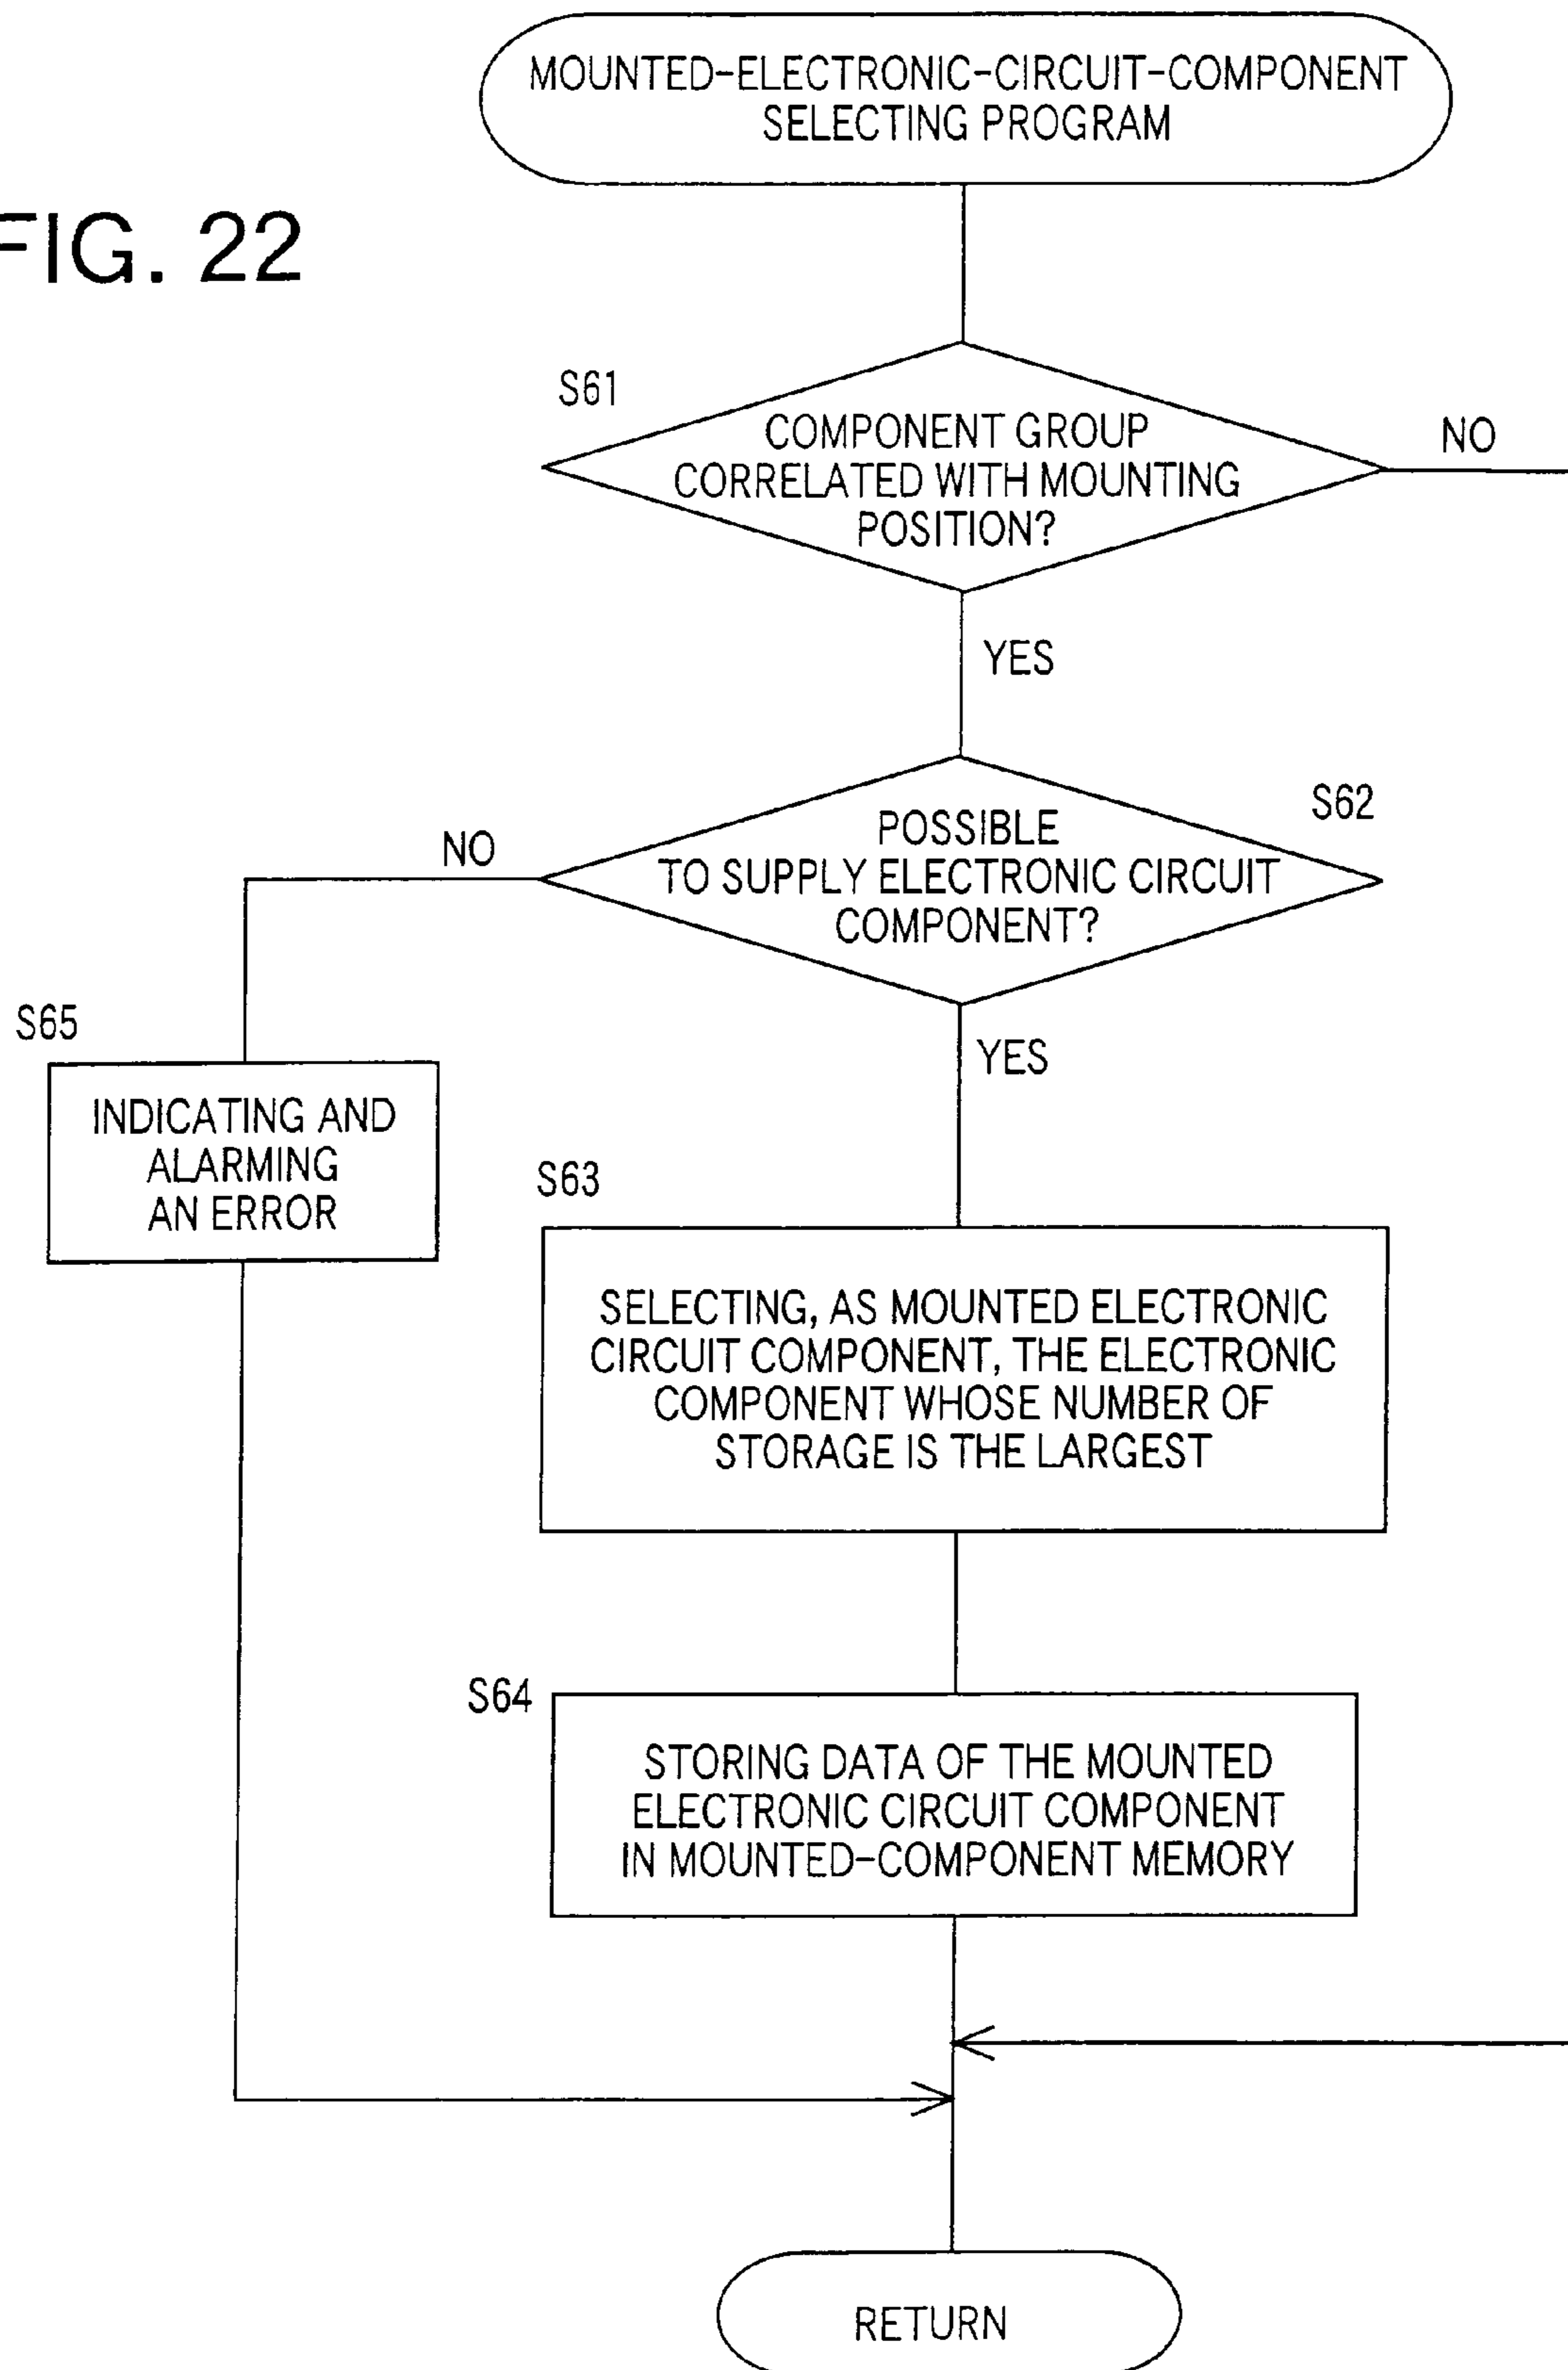 MOUNTED-ELECTRONIC-CIRCUIT-COMPONENT
SELECTING PROGRAM
FIG. 22
S61
COMPONENT GROUP
CORRELATED WITH MOUNTING
POSITION?
NO
YES
S62
POSSIBLE
TO SUPPLY ELECTRONIC CIRCUIT
COMPONENT?
NO
YES
S65
INDICATING AND
ALARMING
AN ERROR
S63
SELECTING, AS MOUNTED ELECTRONIC
CIRCUIT COMPONENT, THE ELECTRONIC
COMPONENT WHOSE NUMBER OF
STORAGE IS THE LARGEST
S64
STORING DATA OF THE MOUNTED
ELECTRONIC CIRCUIT COMPONENT
IN MOUNTED-COMPONENT MEMORY
RETURN